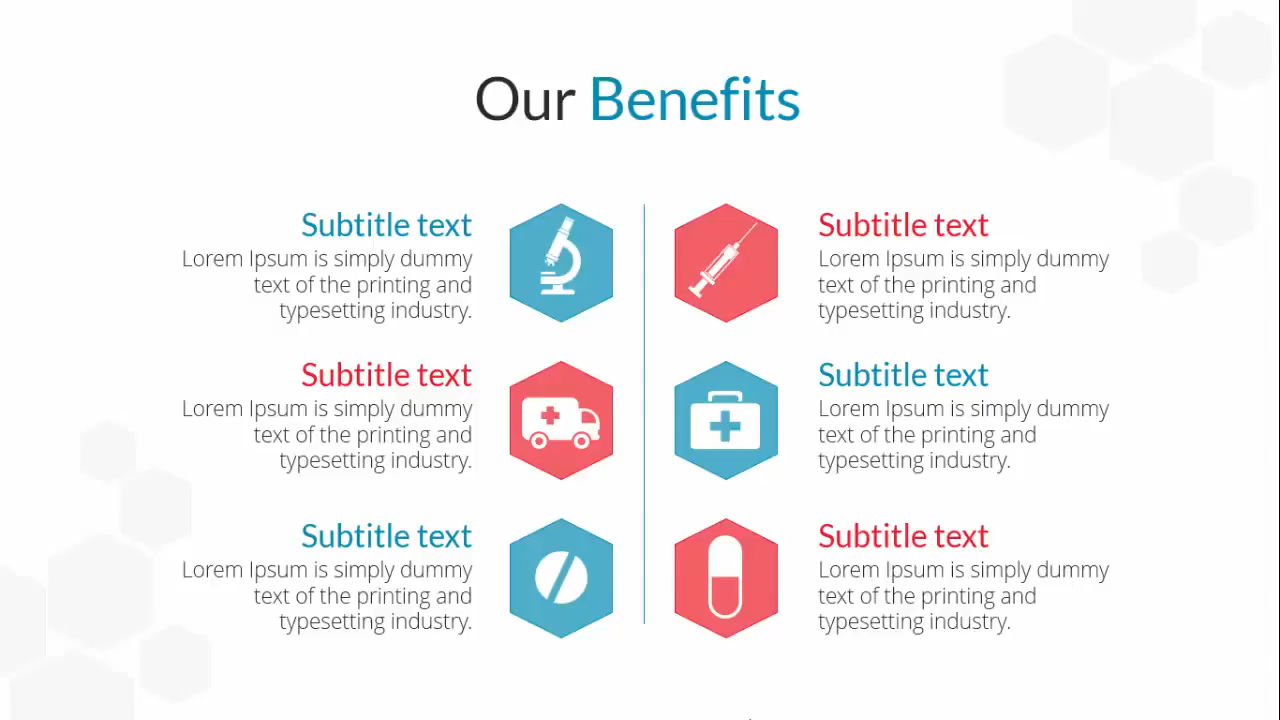 Our Benefits
Subtitle text
Lorem Ipsum is simply dummy
text of the printing and
typesetting industry.
Subtitle text
Lorem Ipsum is simply dummy
text of the printing and
typesetting industry.
Subtitle text
Lorem Ipsum is simply dummy
text of the printing and
typesetting industry.
Subtitle text
Lorem Ipsum is simply dummy
text of the printing and
typesetting industry.
Subtitle text
Lorem Ipsum is simply dummy
text of the printing and
typesetting industry.
Subtitle text
Lorem Ipsum is simply dummy
text of the printing and
typesetting industry.